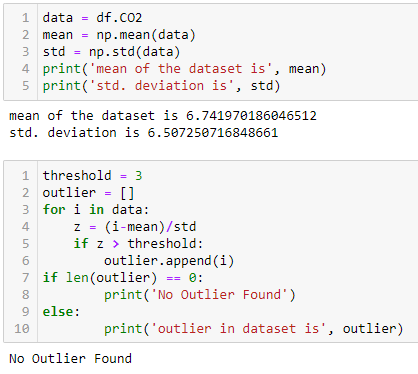 1 data = df.CO2
2 mean = np.mean(data)
3 std = np.std(data)
4 print('mean of the dataset is', mean)
5 print('std. deviation is', std)
mean of the dataset is 6.741970186046512
std. deviation is 6.507250716848661
1 threshold = 3
2 outlier = []
3 for i in data:
4     z = (i-mean)/std
5     if z > threshold:
6         outlier.append(i)
7 if len(outlier) == 0:
8         print('No Outlier Found')
9 else:
10         print('outlier in dataset is', outlier)
No Outlier Found